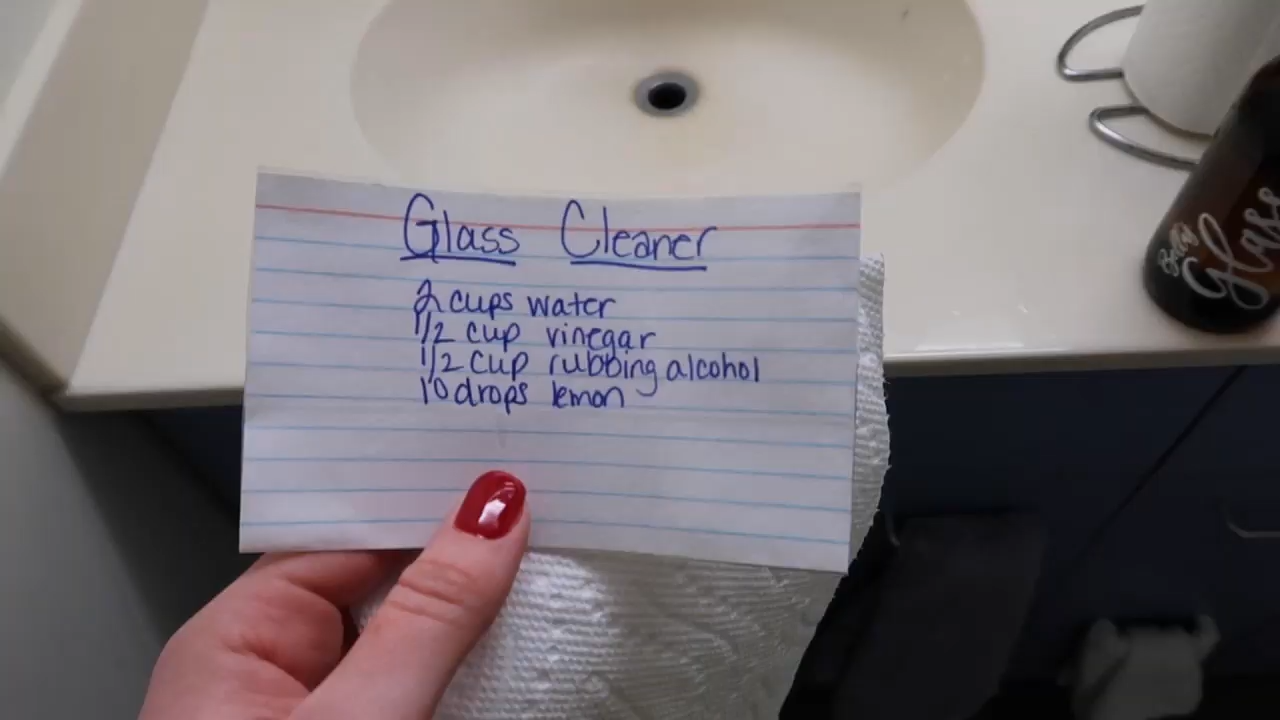 Glass Cleaner
2 cups water
1/2 cup vinegar
1/2 cup rubbing alcohol
10 drops lemon
Glass